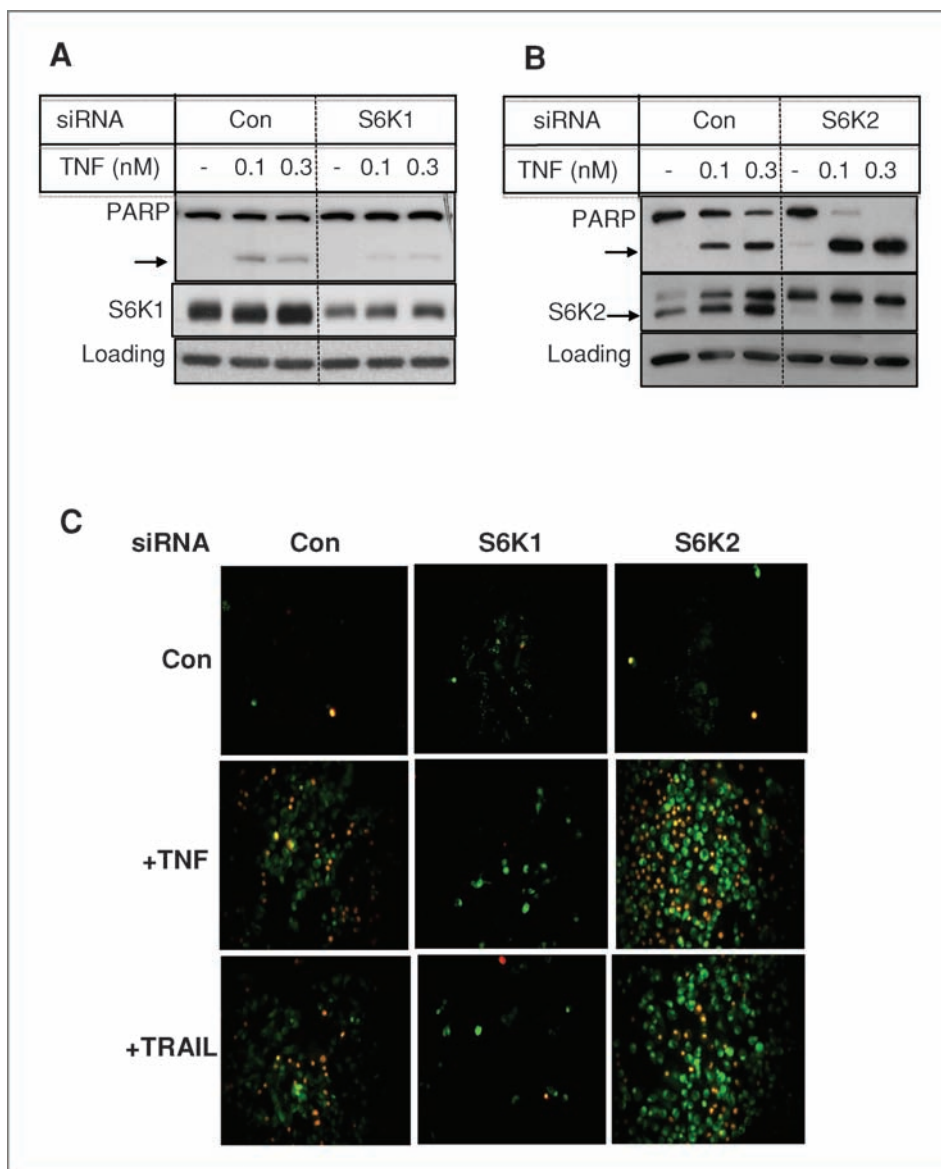 A
siRNA Con S6K1
TNF (nM) - 0.1 0.3 - 0.1 0.3
PARP
S6K1
Loading
B
siRNA Con S6K2
TNF (nM) - 0.1 0.3 - 0.1 0.3
PARP
S6K2
Loading
C
siRNA Con S6K1 S6K2
Con
+TNF
+TRAIL